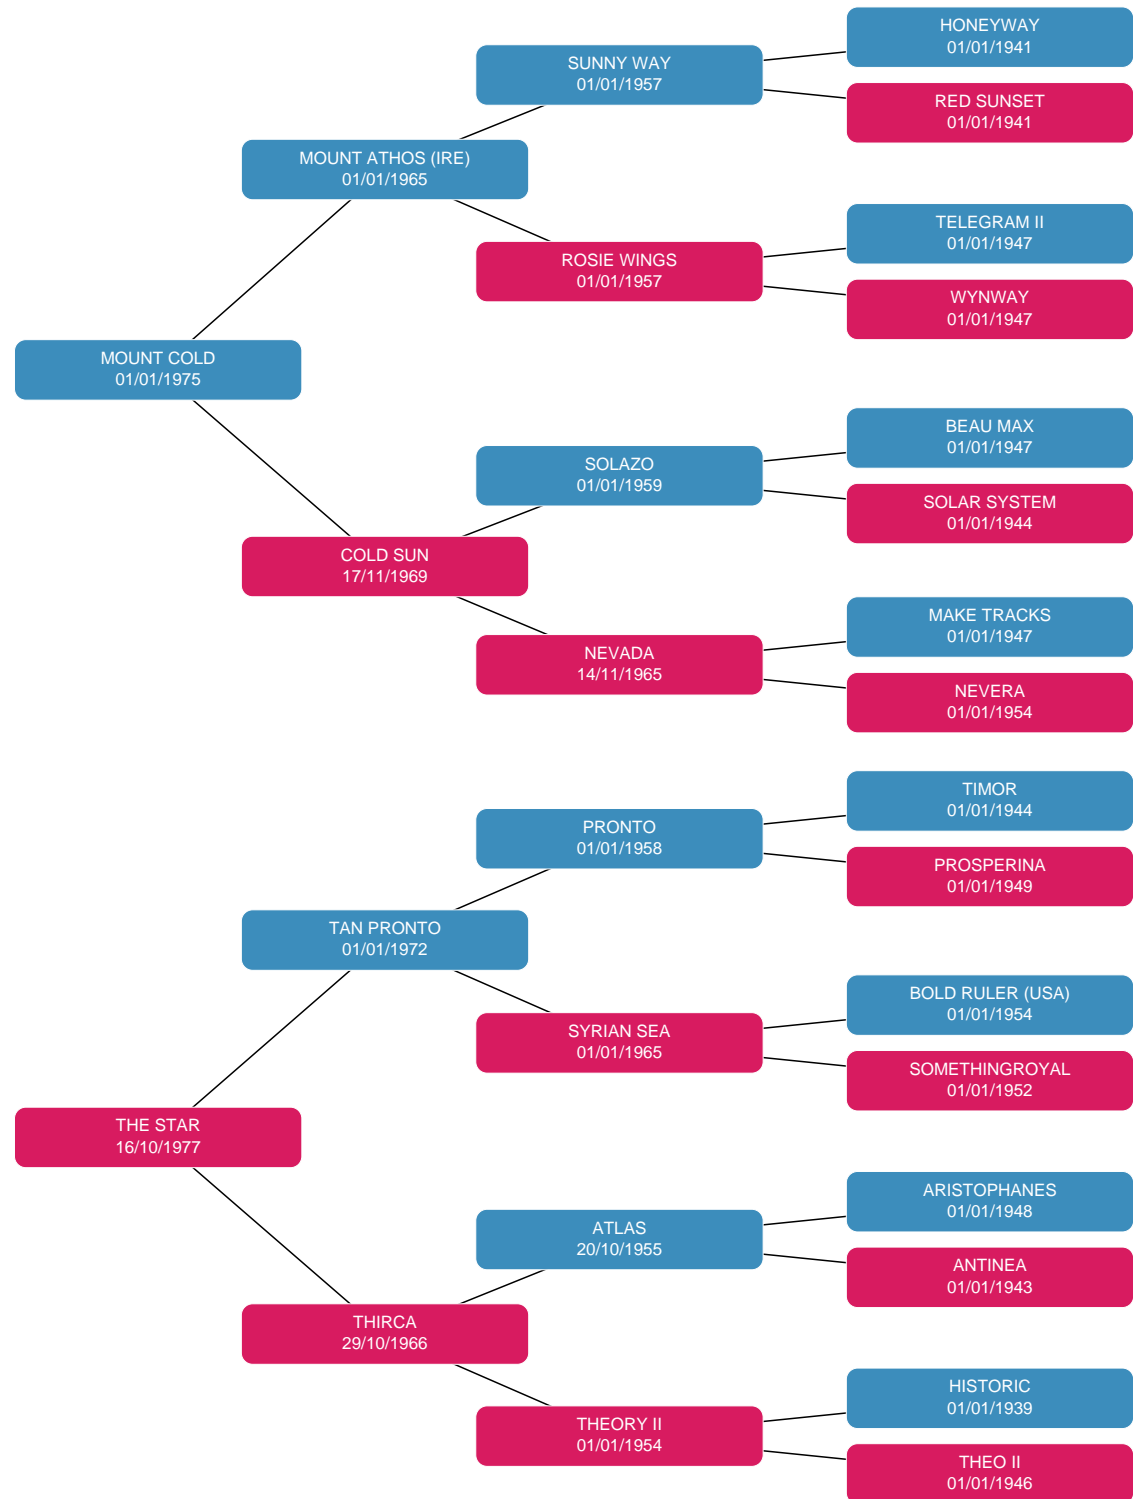 HONEYWAY
01/01/1941
SUNNY WAY
01/01/1957
RED SUNSET
01/01/1941
MOUNT ATHOS (IRE)
01/01/1965
TELEGRAM II
01/01/1947
ROSIE WINGS
01/01/1957
WYNWAY
01/01/1947
MOUNT COLD
01/01/1975
BEAU MAX
01/01/1947
SOLAZO
01/01/1959
SOLAR SYSTEM
01/01/1944
COLD SUN
17/11/1969
MAKE TRACKS
01/01/1947
NEVADA
14/11/1965
NEVERA
01/01/1954
TIMOR
01/01/1944
PRONTO
01/01/1958
PROSPERINA
01/01/1949
TAN PRONTO
01/01/1972
BOLD RULER (USA)
01/01/1954
SYRIAN SEA
01/01/1965
SOMETHINGROYAL
01/01/1952
THE STAR
16/10/1977
ARISTOPHANES
01/01/1948
ATLAS
20/10/1955
ANTINEA
01/01/1943
THIRCA
29/10/1966
HISTORIC
01/01/1939
THEORY II
01/01/1954
THEO II
01/01/1946